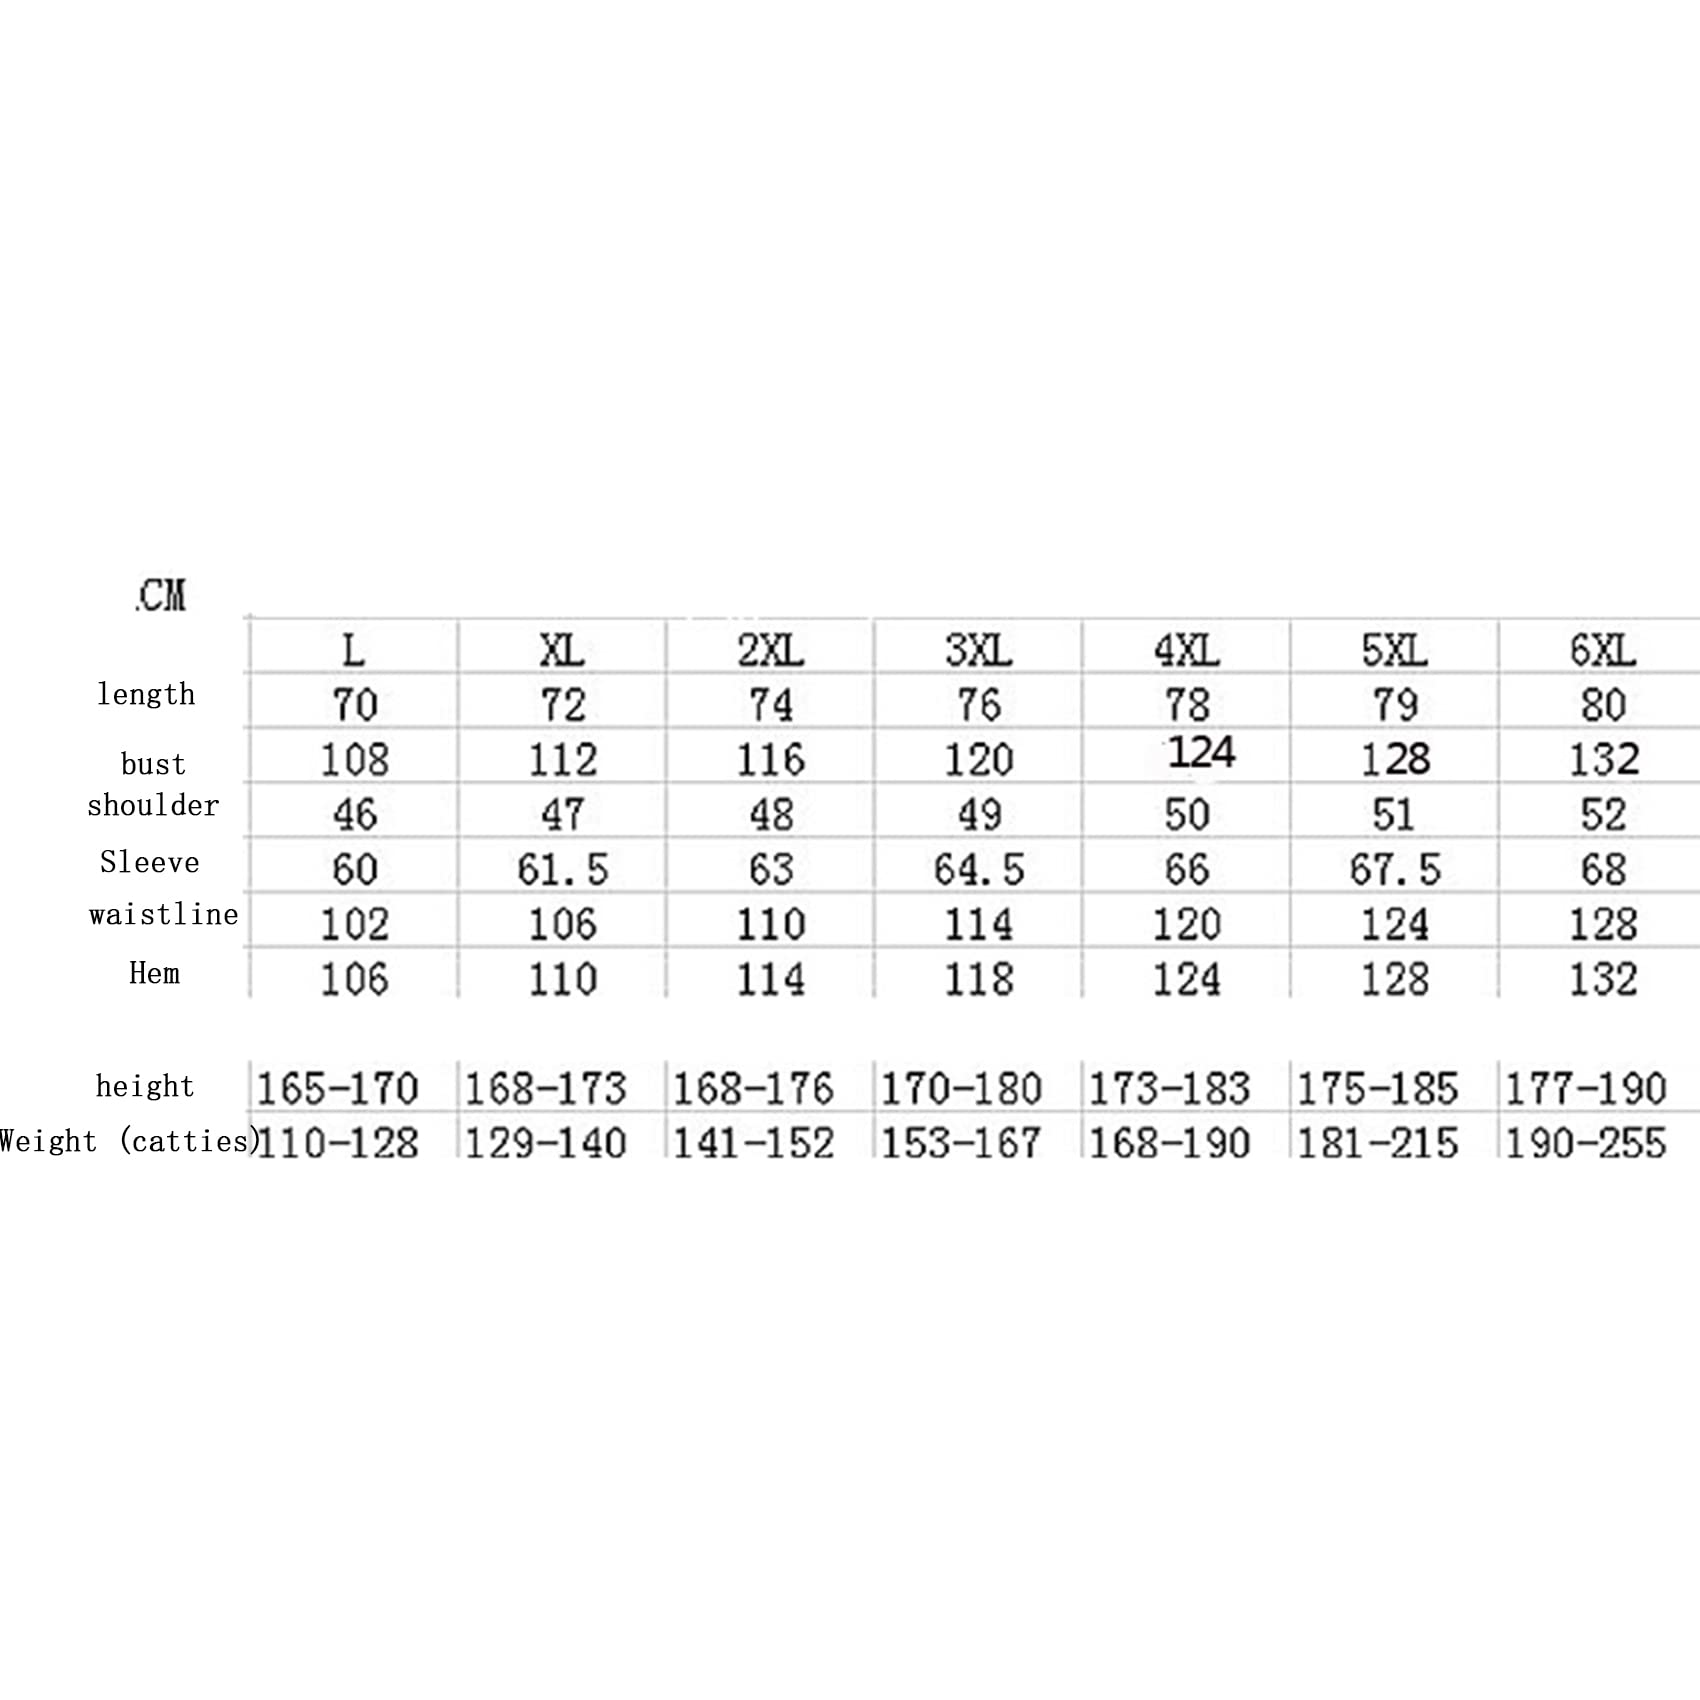 .CM
L XL 2XL 3XL 4XL 5XL 6XL
length 70 72 74 76 78 79 80
bust 108 112 116 120 124 128 132
shoulder 46 47 48 49 50 51 52
Sleeve 60 61.5 63 64.5 66 67.5 68
waistline 102 106 110 114 120 124 128
Hem 106 110 114 118 124 128 132
height 165-170 168-173 168-176 170-180 173-183 175-185 177-190
Weight (catties) 110-128 129-140 141-152 153-167 168-190 181-215 190-255